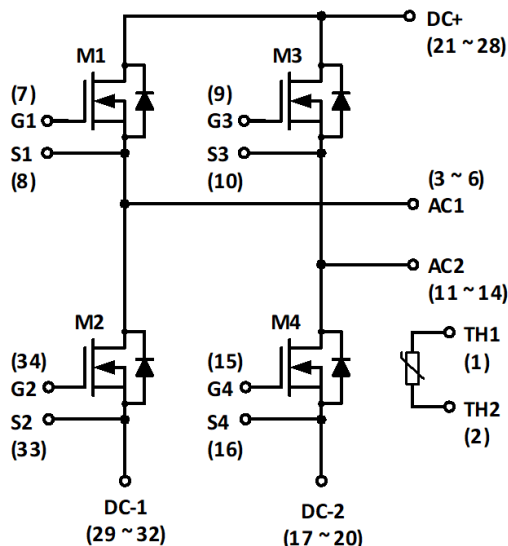 DC+
(21 ~ 28)
M1
M3
(7)
G1
(9)
G3
S1
(8)
S3
(10)
(3 ~ 6)
AC1
AC2
(11 ~ 14)
M2
M4
(34)
G2
(15)
G4
TH1
(1)
S2
(33)
S4
(16)
TH2
(2)
DC-1
(29 ~ 32)
DC-2
(17 ~ 20)